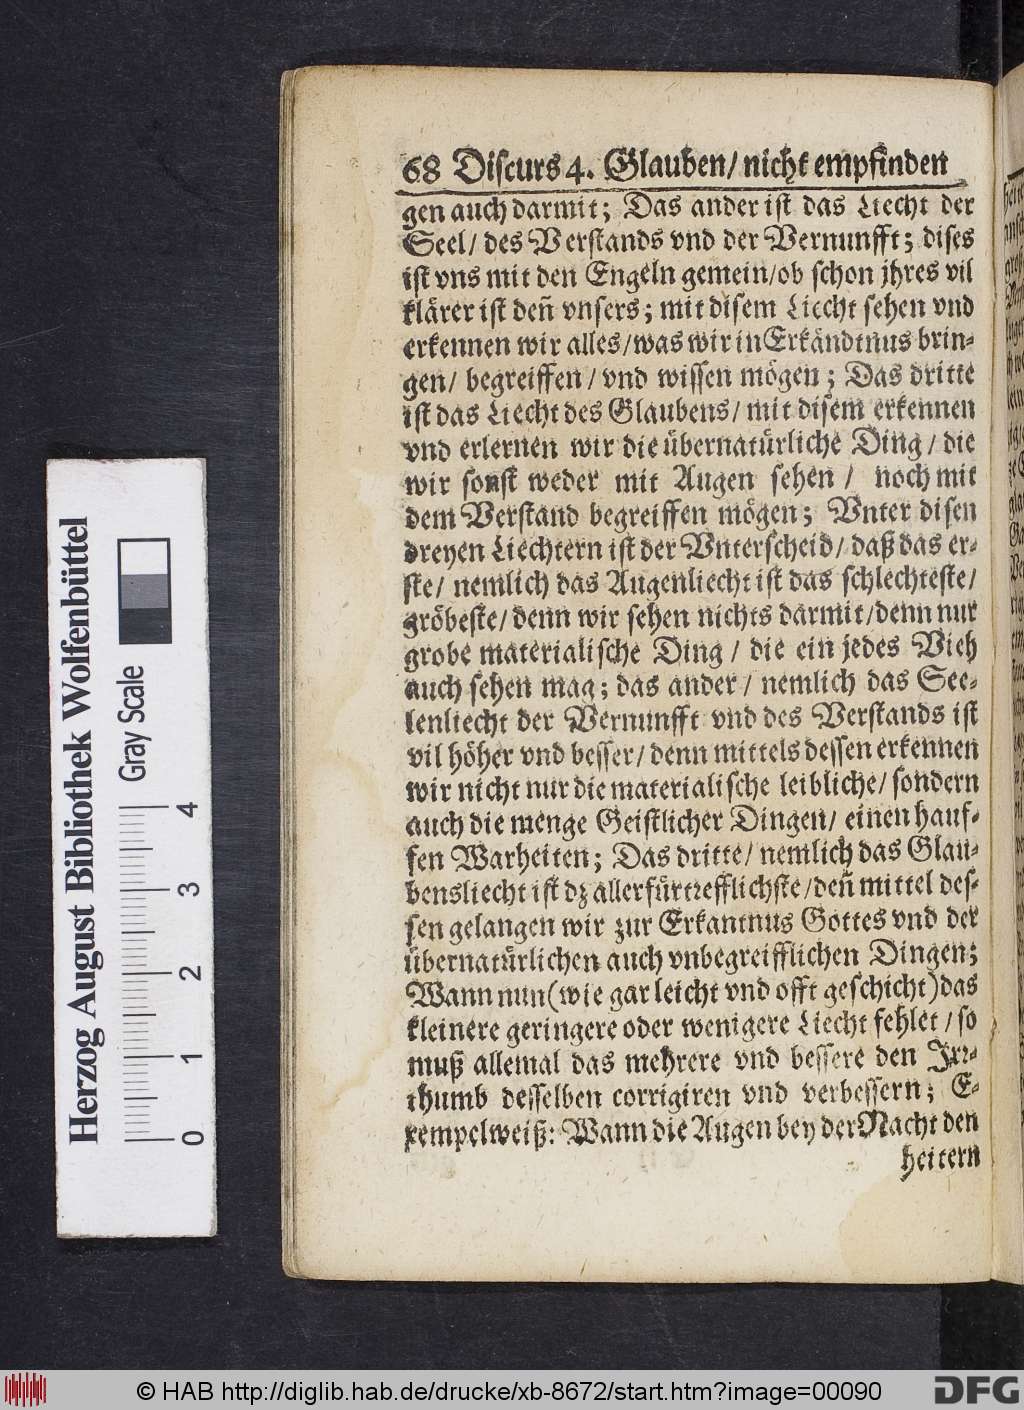 68 Discurs 4. Glauben/ nicht empfinden
gen auch darmit; Das ander ist das Liecht der
Seel/ des Verstands vnd der Vernunfft; dises
ist vns mit den Engeln gemein/ob schon jhres vil
klärer ist deñ vnsers; mit disem Liecht sehen vnd
erkennen wir alles/was wir in Erkändtnus brin-
gen/ begreiffen/ vnd wissen mögen; Das dritte
ist das Liecht des Glaubens/ mit disem erkennen
vnd erlernen wir die übernatürliche Ding/ die
wir sonst weder mit Augen sehen/ noch mit
dem Verstand begreiffen mögen; Vnter disen
dreyen Liechtern ist der Vnterscheid/ daß das er-
ste/ nemlich das Augenliecht ist das schlechteste/
gröbeste/ denn wir sehen nichts darmit/denn nur
grobe materialische Ding/ die ein jedes Vieh
auch sehen mag; das ander/ nemlich das See-
lenliecht der Vernunfft vnd des Verstands ist
vil höher vnd besser/ denn mittels dessen erkennen
wir nicht nur die materialische leibliche/ sondern
auch die menge Geistlicher Dingen/ einen hauf-
fen Warheiten; Das dritte/ nemlich das Glau-
bensliecht ist dz allerfürtrefflichste/deñ mittel des-
sen gelangen wir zur Erkantnus Gottes vnd der
übernatürlichen auch vnbegreifflichen Dingen;
Wann nun (wie gar leicht vnd offt geschicht) das
kleinere geringere oder wenigere Liecht fehlet/so
muß allemal das mehrere vnd bessere den Irr-
thumb desselben corrigiren vnd verbessern; E-
xempelweiß: Wann die Augen bey der Nacht den
heitern
Herzog August Bibliothek Wolfenbüttel
Gray Scale
0 1 2 3 4
© HAB http://diglib.hab.de/drucke/xb-8672/start.htm?image=00090
DFG